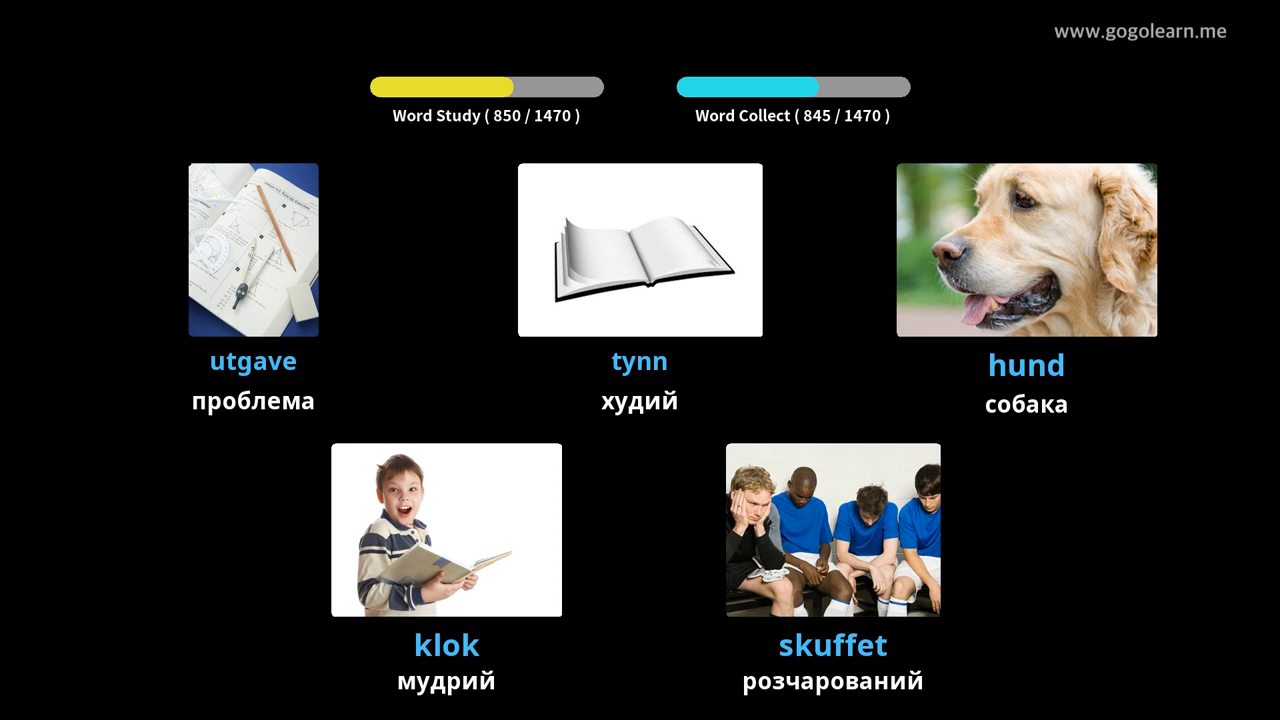 www.gogolearn.me
Word Study ( 850 / 1470 )
Word Collect ( 845 / 1470 )
utgave
проблема
tynn
худий
hund
собака
klok
мудрий
skuffet
розчарований